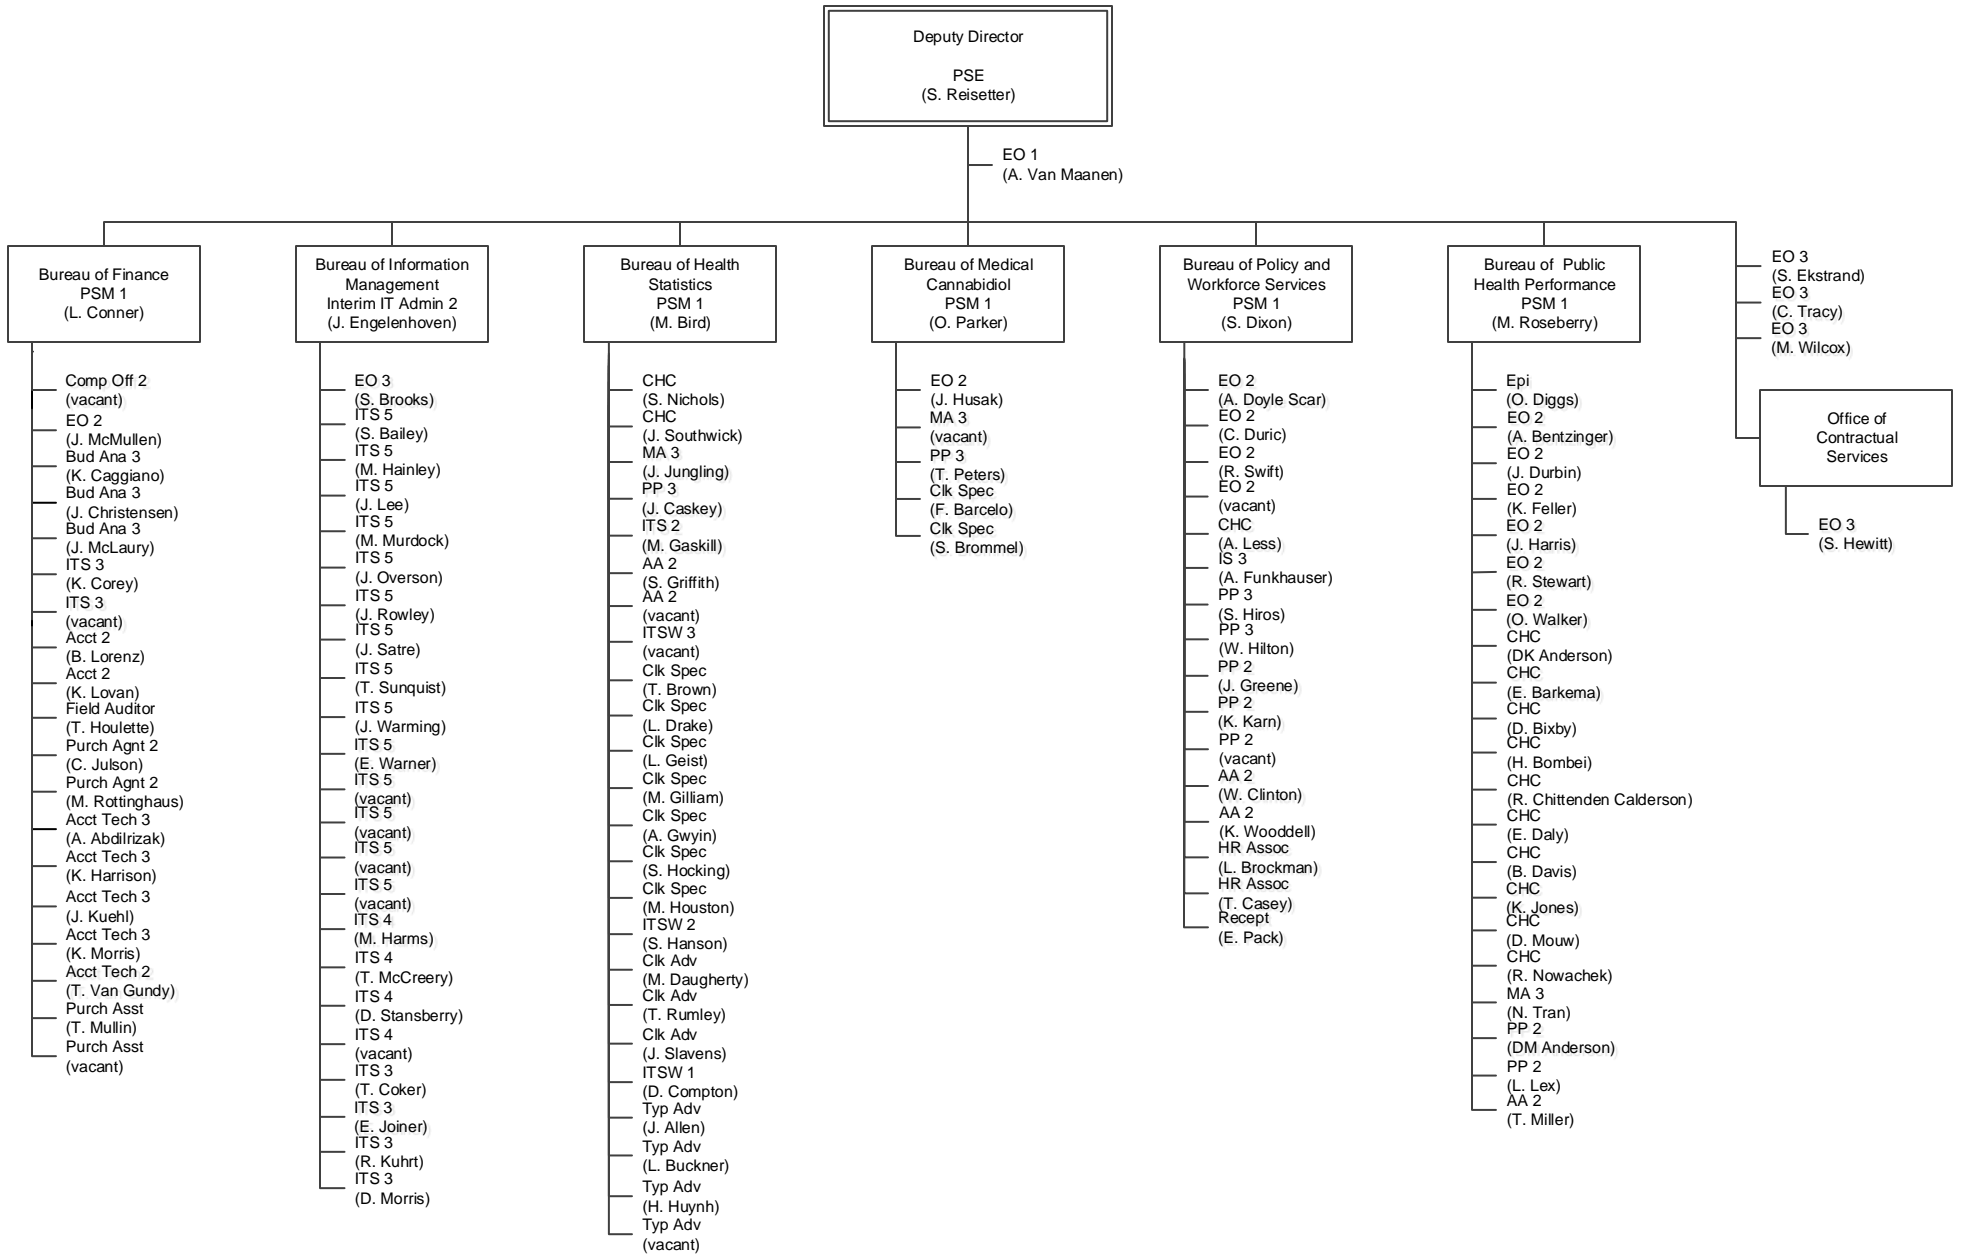 Deputy Director
PSE
(S. Reisetter)
EO 1
(A. Van Maanen)
Bureau of Finance
PSM 1
(L. Conner)
Comp Off 2
(vacant)
EO 2
(J. McMullen)
Bud Ana 3
(K. Caggiano)
Bud Ana 3
(J. Christensen)
Bud Ana 3
(J. McLaury)
ITS 3
(K. Corey)
ITS 3
(vacant)
Acct 2
(B. Lorenz)
Acct 2
(K. Lovan)
Field Auditor
(T. Houlette)
Purch Agnt 2
(C. Julson)
Purch Agnt 2
(M. Rottinghaus)
Acct Tech 3
(A. Abdilrizak)
Acct Tech 3
(K. Harrison)
Acct Tech 3
(J. Kuehl)
Acct Tech 3
(K. Morris)
Acct Tech 2
(T. Van Gundy)
Purch Asst
(T. Mullin)
Purch Asst
(vacant)
Bureau of Information
Management
Interim IT Admin 2
(J. Engelenhoven)
EO 3
(S. Brooks)
ITS 5
(S. Bailey)
ITS 5
(M. Hainley)
ITS 5
(J. Lee)
ITS 5
(M. Murdock)
ITS 5
(J. Overson)
ITS 5
(J. Rowley)
ITS 5
(J. Satre)
ITS 5
(T. Sunquist)
ITS 5
(J. Warming)
ITS 5
(E. Warner)
ITS 5
(vacant)
ITS 5
(vacant)
ITS 5
(vacant)
ITS 5
(vacant)
ITS 4
(M. Harms)
ITS 4
(T. McCreery)
ITS 4
(D. Stansberry)
ITS 4
(vacant)
ITS 3
(T. Coker)
ITS 3
(E. Joiner)
ITS 3
(R. Kuhrt)
ITS 3
(D. Morris)
Bureau of Health
Statistics
PSM 1
(M. Bird)
CHC
(S. Nichols)
CHC
(J. Southwick)
MA 3
(J. Jungling)
PP 3
(J. Caskey)
ITS 2
(M. Gaskill)
AA 2
(S. Griffith)
AA 2
(vacant)
ITSW 3
(vacant)
Clk Spec
(T. Brown)
Clk Spec
(L. Drake)
Clk Spec
(L. Geist)
Clk Spec
(M. Gilliam)
Clk Spec
(A. Gwyin)
Clk Spec
(S. Hocking)
Clk Spec
(M. Houston)
ITSW 2
(S. Hanson)
Clk Adv
(M. Daugherty)
Clk Adv
(T. Rumley)
Clk Adv
(J. Slavens)
ITSW 1
(D. Compton)
Typ Adv
(J. Allen)
Typ Adv
(L. Buckner)
Typ Adv
(H. Huynh)
Typ Adv
(vacant)
Bureau of Medical
Cannabidiol
PSM 1
(O. Parker)
EO 2
(J. Husak)
MA 3
(vacant)
PP 3
(T. Peters)
Clk Spec
(F. Barcelo)
Clk Spec
(S. Brommel)
Bureau of Policy and
Workforce Services
PSM 1
(S. Dixon)
EO 2
(A. Doyle Scar)
EO 2
(C. Duric)
EO 2
(R. Swift)
EO 2
(vacant)
CHC
(A. Less)
IS 3
(A. Funkhauser)
PP 3
(S. Hiros)
PP 3
(W. Hilton)
PP 2
(J. Greene)
PP 2
(K. Karn)
PP 2
(vacant)
AA 2
(W. Clinton)
AA 2
(K. Wooddell)
HR Assoc
(L. Brockman)
HR Assoc
(T. Casey)
Recept
(E. Pack)
Bureau of  Public
Health Performance
PSM 1
(M. Roseberry)
Epi
(O. Diggs)
EO 2
(A. Bentzinger)
EO 2
(J. Durbin)
EO 2
(K. Feller)
EO 2
(J. Harris)
EO 2
(R. Stewart)
EO 2
(O. Walker)
CHC
(DK Anderson)
CHC
(E. Barkema)
CHC
(D. Bixby)
CHC
(H. Bombei)
CHC
(R. Chittenden Calderson)
CHC
(E. Daly)
CHC
(B. Davis)
CHC
(K. Jones)
CHC
(D. Mouw)
CHC
(R. Nowachek)
MA 3
(N. Tran)
PP 2
(DM Anderson)
PP 2
(L. Lex)
AA 2
(T. Miller)
EO 3
(S. Ekstrand)
EO 3
(C. Tracy)
EO 3
(M. Wilcox)
Office of
Contractual
Services
EO 3
(S. Hewitt)